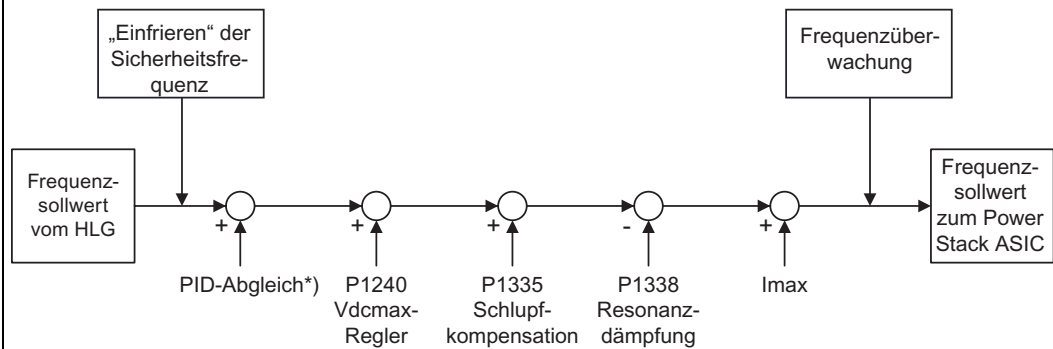 „Einfrieren“ der
Sicherheitsfre-
quenz
Frequenzüber-
wachung
Frequenz-
sollwert
vom HLG
+
+
+
-
+
Frequenz-
sollwert
zum Power
Stack ASIC
PID-Abgleich*)
P1240
Vdcmax-
Regler
P1335
Schlupf-
kompensation
P1338
Resonanz-
dämpfung
Imax